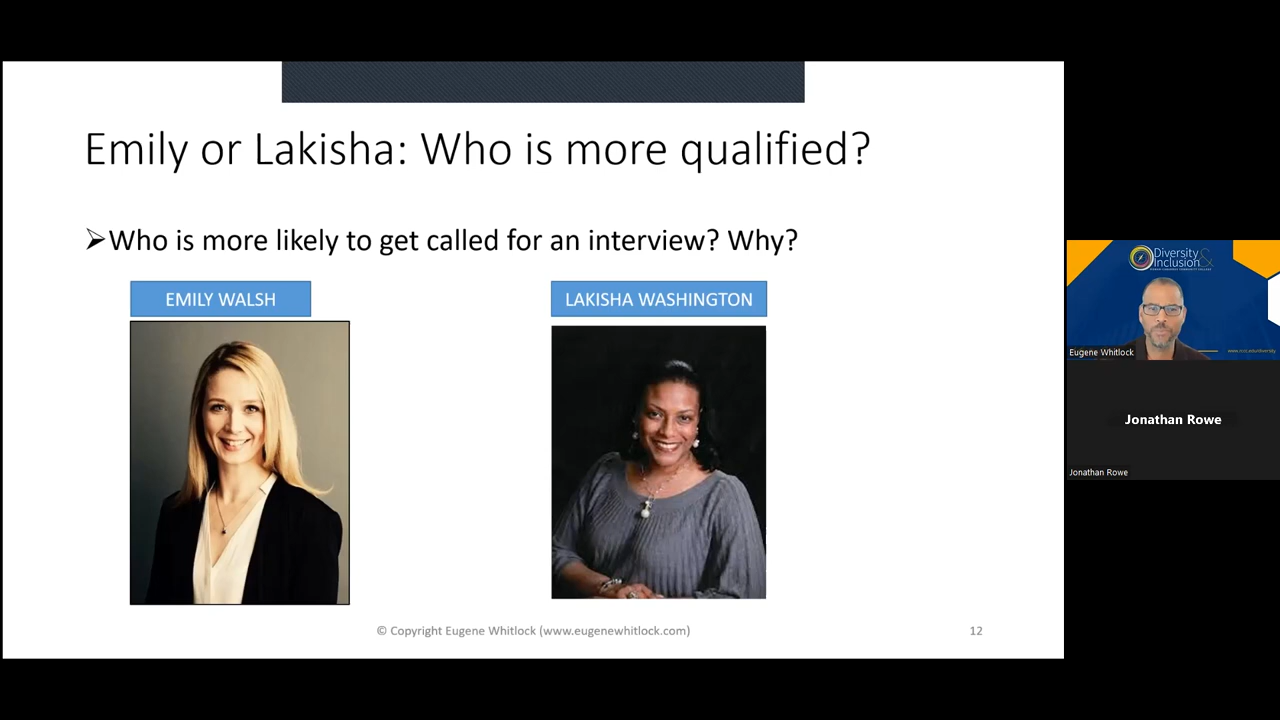 Emily or Lakisha: Who is more qualified?
Who is more likely to get called for an interview? Why?
EMILY WALSH
LAKISHA WASHINGTON
© Copyright Eugene Whitlock (www.eugenewhitlock.com)
12
Diversity &
Inclusion
Eugene Whitlock
Jonathan Rowe
Jonathan Rowe